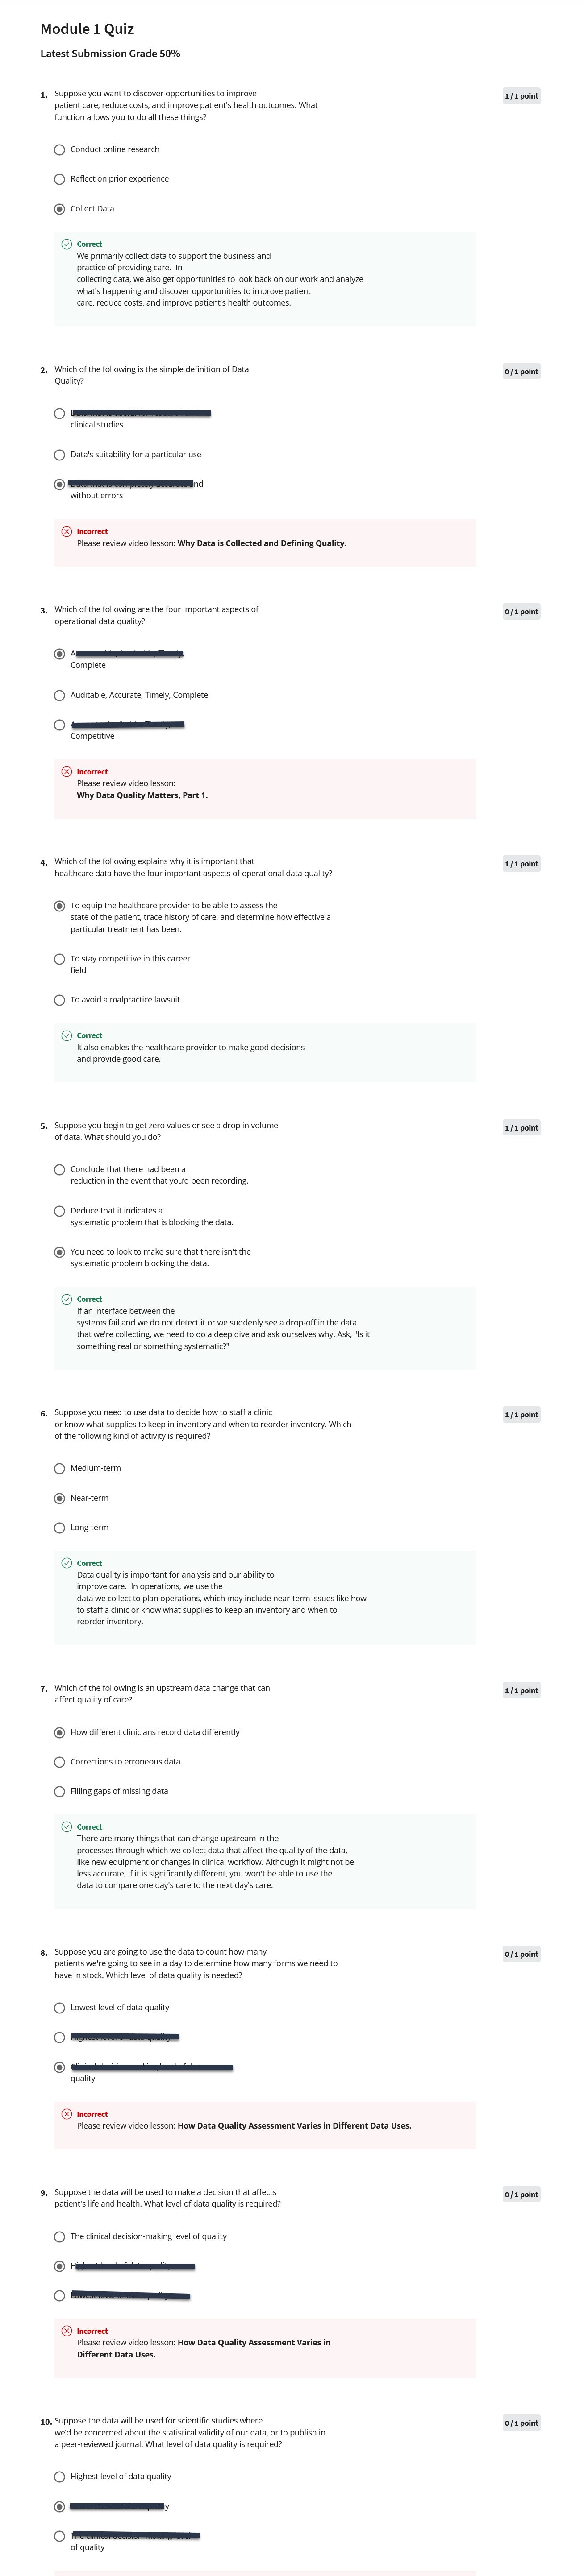 Module 1 Quiz
Latest Submission Grade 50%
1. Suppose you want to discover opportunities to improve
patient care, reduce costs, and improve patient's health outcomes. What
function allows you to do all these things?
1 / 1 point
Conduct online research
Reflect on prior experience
Collect Data
Correct
We primarily collect data to support the business and
practice of providing care. In
collecting data, we also get opportunities to look back on our work and analyze
what's happening and discover opportunities to improve patient
care, reduce costs, and improve patient's health outcomes.
2. Which of the following is the simple definition of Data
Quality?
0 / 1 point
clinical studies
Data's suitability for a particular use
without errors
Incorrect
Please review video lesson: Why Data is Collected and Defining Quality.
3. Which of the following are the four important aspects of
operational data quality?
0 / 1 point
Complete
Auditable, Accurate, Timely, Complete
Competitive
Incorrect
Please review video lesson:
Why Data Quality Matters, Part 1.
4. Which of the following explains why it is important that
healthcare data have the four important aspects of operational data quality?
1 / 1 point
To equip the healthcare provider to be able to assess the
state of the patient, trace history of care, and determine how effective a
particular treatment has been.
To stay competitive in this career
field
To avoid a malpractice lawsuit
Correct
It also enables the healthcare provider to make good decisions
and provide good care.
5. Suppose you begin to get zero values or see a drop in volume
of data. What should you do?
1 / 1 point
Conclude that there had been a
reduction in the event that you'd been recording.
Deduce that it indicates a
systematic problem that is blocking the data.
You need to look to make sure that there isn't the
systematic problem blocking the data.
Correct
If an interface between the
systems fail and we do not detect it or we suddenly see a drop-off in the data
that we're collecting, we need to do a deep dive and ask ourselves why. Ask, "Is it
something real or something systematic?"
6. Suppose you need to use data to decide how to staff a clinic
or know what supplies to keep in inventory and when to reorder inventory. Which
of the following kind of activity is required?
1 / 1 point
Medium-term
Near-term
Long-term
Correct
Data quality is important for analysis and our ability to
improve care. In operations, we use the
data we collect to plan operations, which may include near-term issues like how
to staff a clinic or know what supplies to keep an inventory and when to
reorder inventory.
7. Which of the following is an upstream data change that can
affect quality of care?
1 / 1 point
How different clinicians record data differently
Corrections to erroneous data
Filling gaps of missing data
Correct
There are many things that can change upstream in the
processes through which we collect data that affect the quality of the data,
like new equipment or changes in clinical workflow. Although it might not be
less accurate, if it is significantly different, you won't be able to use the
data to compare one day's care to the next day's care.
8. Suppose you are going to use the data to count how many
patients we're going to see in a day to determine how many forms we need to
have in stock. Which level of data quality is needed?
0 / 1 point
Lowest level of data quality
quality
Incorrect
Please review video lesson: How Data Quality Assessment Varies in Different Data Uses.
9. Suppose the data will be used to make a decision that affects
patient's life and health. What level of data quality is required?
0 / 1 point
The clinical decision-making level of quality
Incorrect
Please review video lesson: How Data Quality Assessment Varies in
Different Data Uses.
10. Suppose the data will be used for scientific studies where
we'd be concerned about the statistical validity of our data, or to publish in
a peer-reviewed journal. What level of data quality is required?
0 / 1 point
Highest level of data quality
of quality